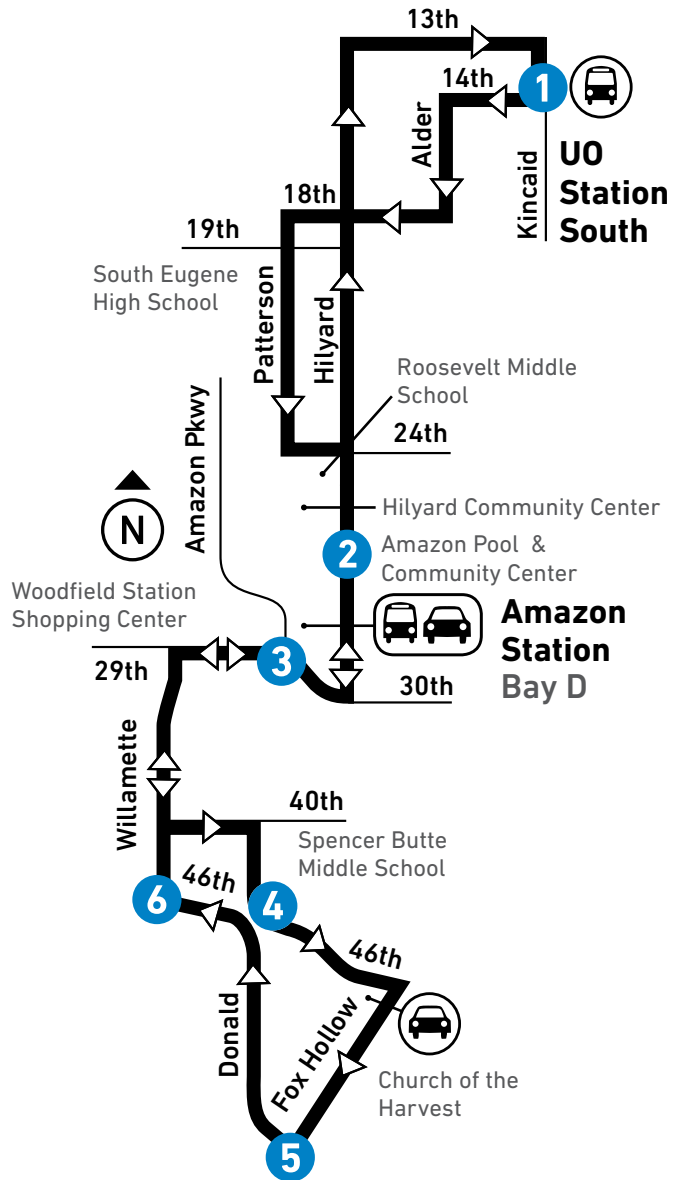 13th
14th
1
Alder
Kincaid
UO
Station
South
18th
19th
South Eugene
High School
Patterson
Hilyard
Roosevelt Middle
School
Amazon Pkwy
24th
N
Hilyard Community Center
2
Amazon Pool &
Community Center
Woodfield Station
Shopping Center
Amazon
Station
Bay D
29th
3
30th
Willamette
40th
Spencer Butte
Middle School
46th
6
4
46th
Donald
Fox Hollow
Church of the
Harvest
5